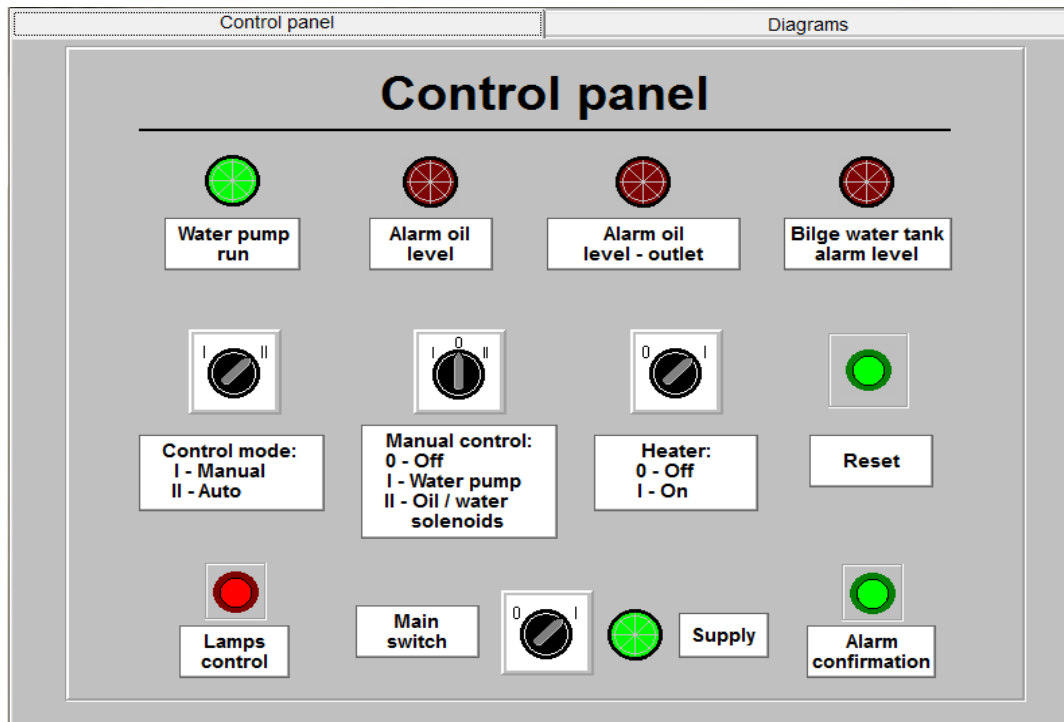 Control panel
Diagrams
Control panel
Water pump
run
Alarm oil
level
Alarm oil
level - outlet
Bilge water tank
alarm level
I II
I 0 II
0 I
Control mode:
I - Manual
II - Auto
Manual control:
0 - Off
I - Water pump
II - Oil / water
solenoids
Heater:
0 - Off
I - On
Reset
Lamps
control
Main
switch
0 I
Supply
Alarm
confirmation